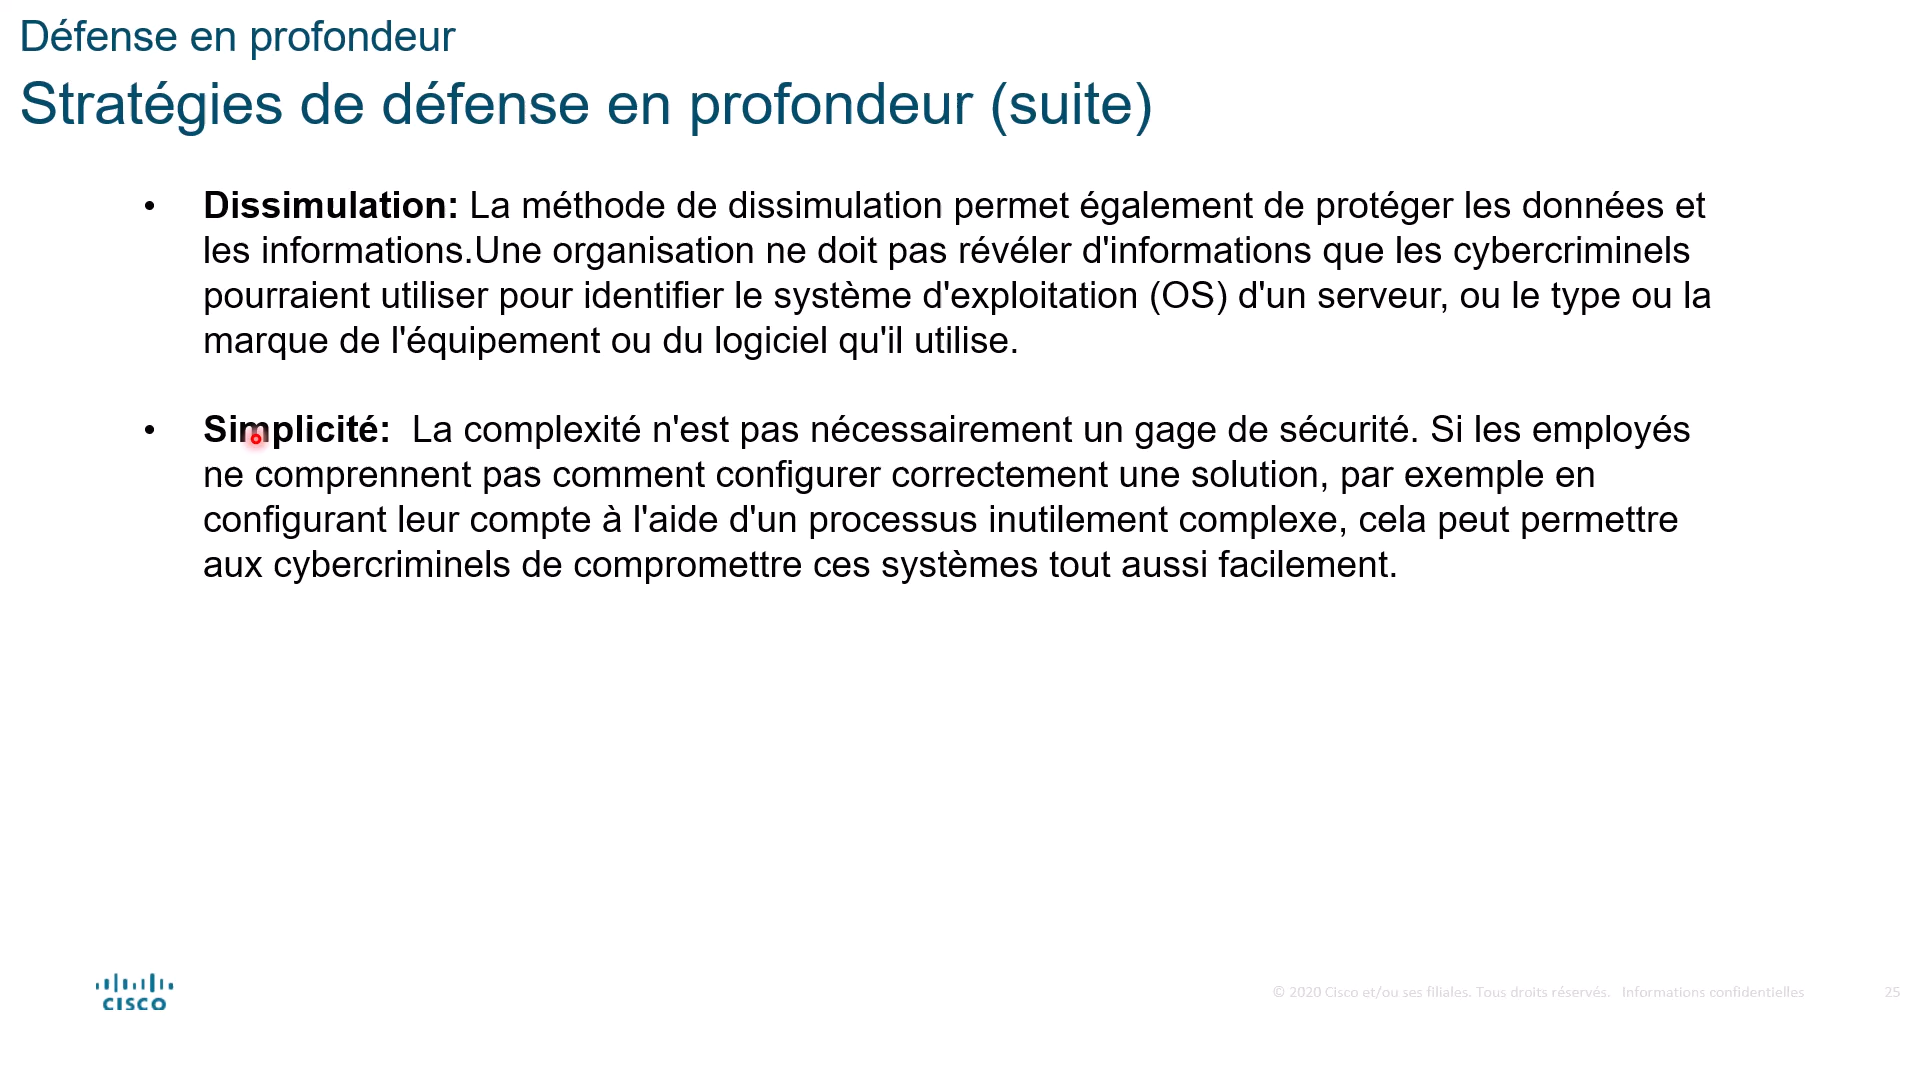 Défense en profondeur
Stratégies de défense en profondeur (suite)
• Dissimulation: La méthode de dissimulation permet également de protéger les données et
les informations.Une organisation ne doit pas révéler d'informations que les cybercriminels
pourraient utiliser pour identifier le système d'exploitation (OS) d'un serveur, ou le type ou la
marque de l'équipement ou du logiciel qu'il utilise.
• Simplicité:  La complexité n'est pas nécessairement un gage de sécurité. Si les employés
ne comprennent pas comment configurer correctement une solution, par exemple en
configurant leur compte à l'aide d'un processus inutilement complexe, cela peut permettre
aux cybercriminels de compromettre ces systèmes tout aussi facilement.
CISCO
© 2020 Cisco et/ou ses filiales. Tous droits réservés. Informations confidentielles 25